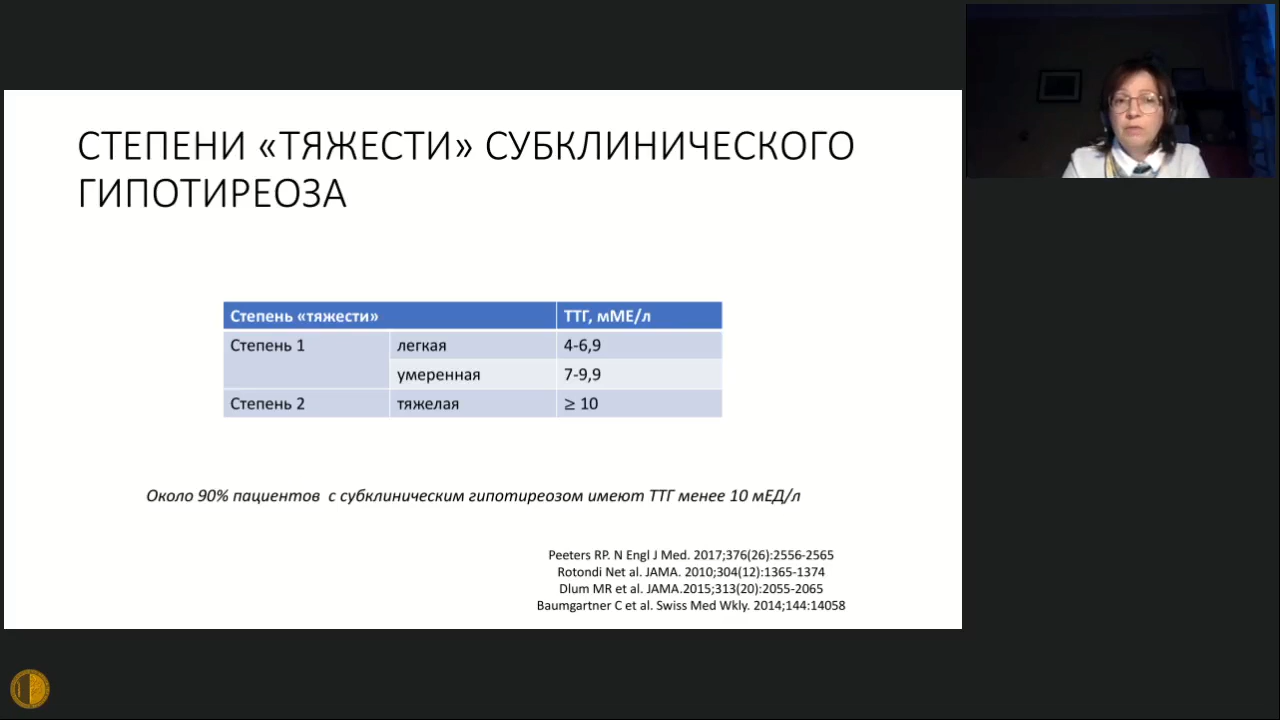 СТЕПЕНИ «ТЯЖЕСТИ» СУБКЛИНИЧЕСКОГО
ГИПОТИРЕОЗА
Степень «тяжести» ТТГ, мМЕ/л
Степень 1 легкая 4-6,9
умеренная 7-9,9
Степень 2 тяжелая ≥ 10
Около 90% пациентов с субклиническим гипотиреозом имеют ТТГ менее 10 мЕД/л
Peeters RP. N Engl J Med. 2017;376(26):2556-2565
Rotondi Net al. JAMA. 2010;304(12):1365-1374
Dlum MR et al. JAMA.2015;313(20):2055-2065
Baumgartner C et al. Swiss Med Wkly. 2014;144:14058